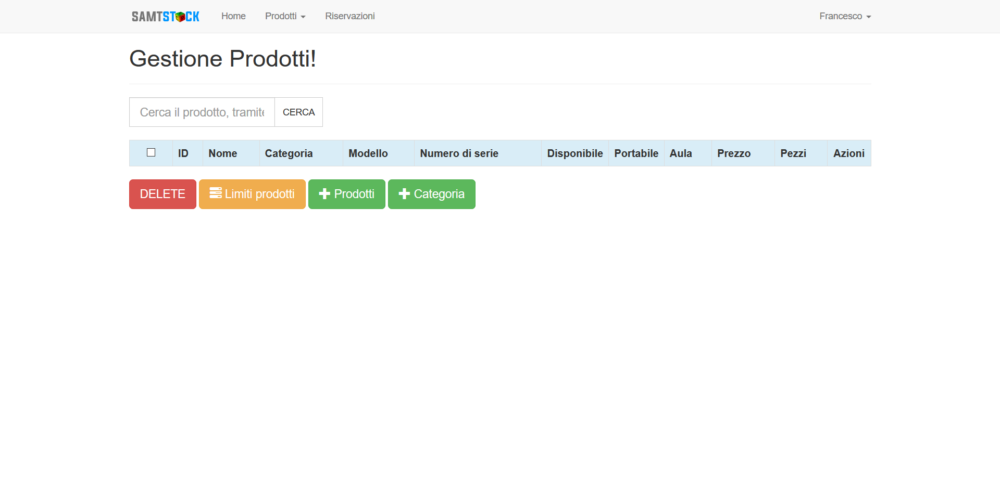 SAMTSTOCK Home Prodotti Riservazioni Francesco
Gestione Prodotti!
Cerca il prodotto, tramite CERCA
ID Nome Categoria Modello Numero di serie Disponibile Portabile Aula Prezzo Pezzi Azioni
DELETE Limiti prodotti Prodotti Categoria